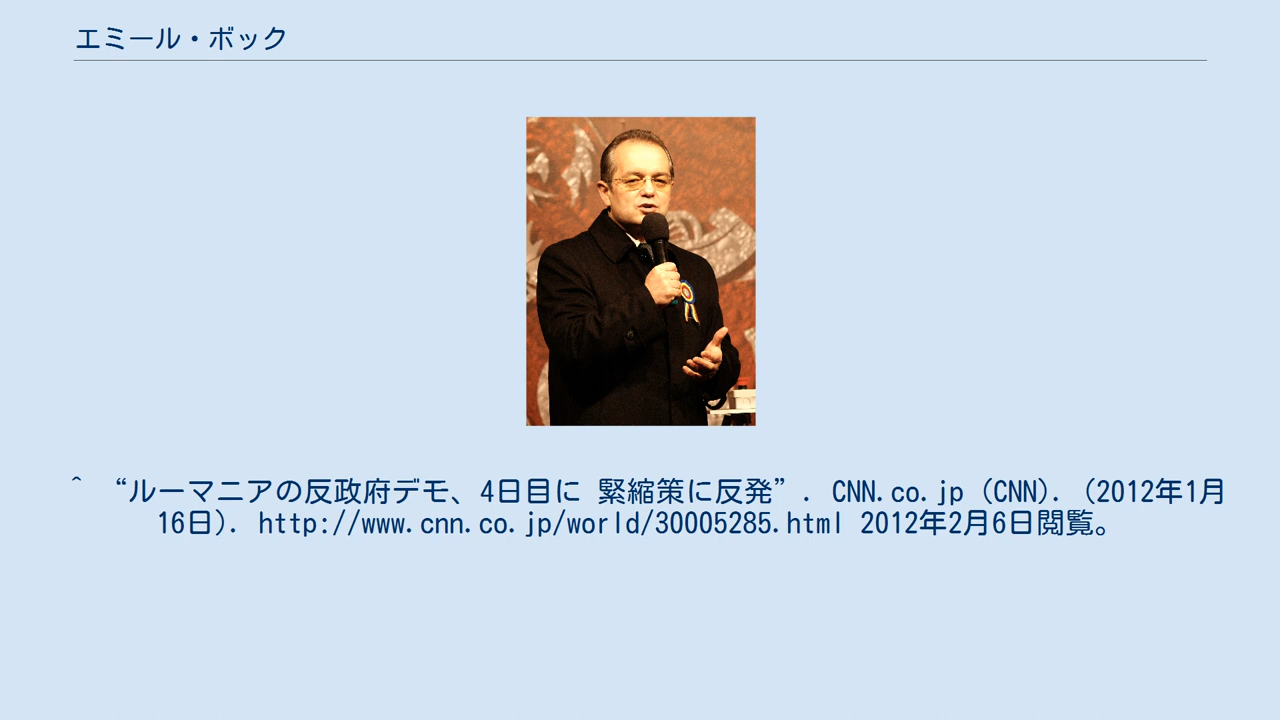 エミール・ボック
^ “ルーマニアの反政府デモ、4日目に 緊縮策に反発”. CNN.co.jp (CNN). (2012年1月
16日). http://www.cnn.co.jp/world/30005285.html 2012年2月6日閲覧。